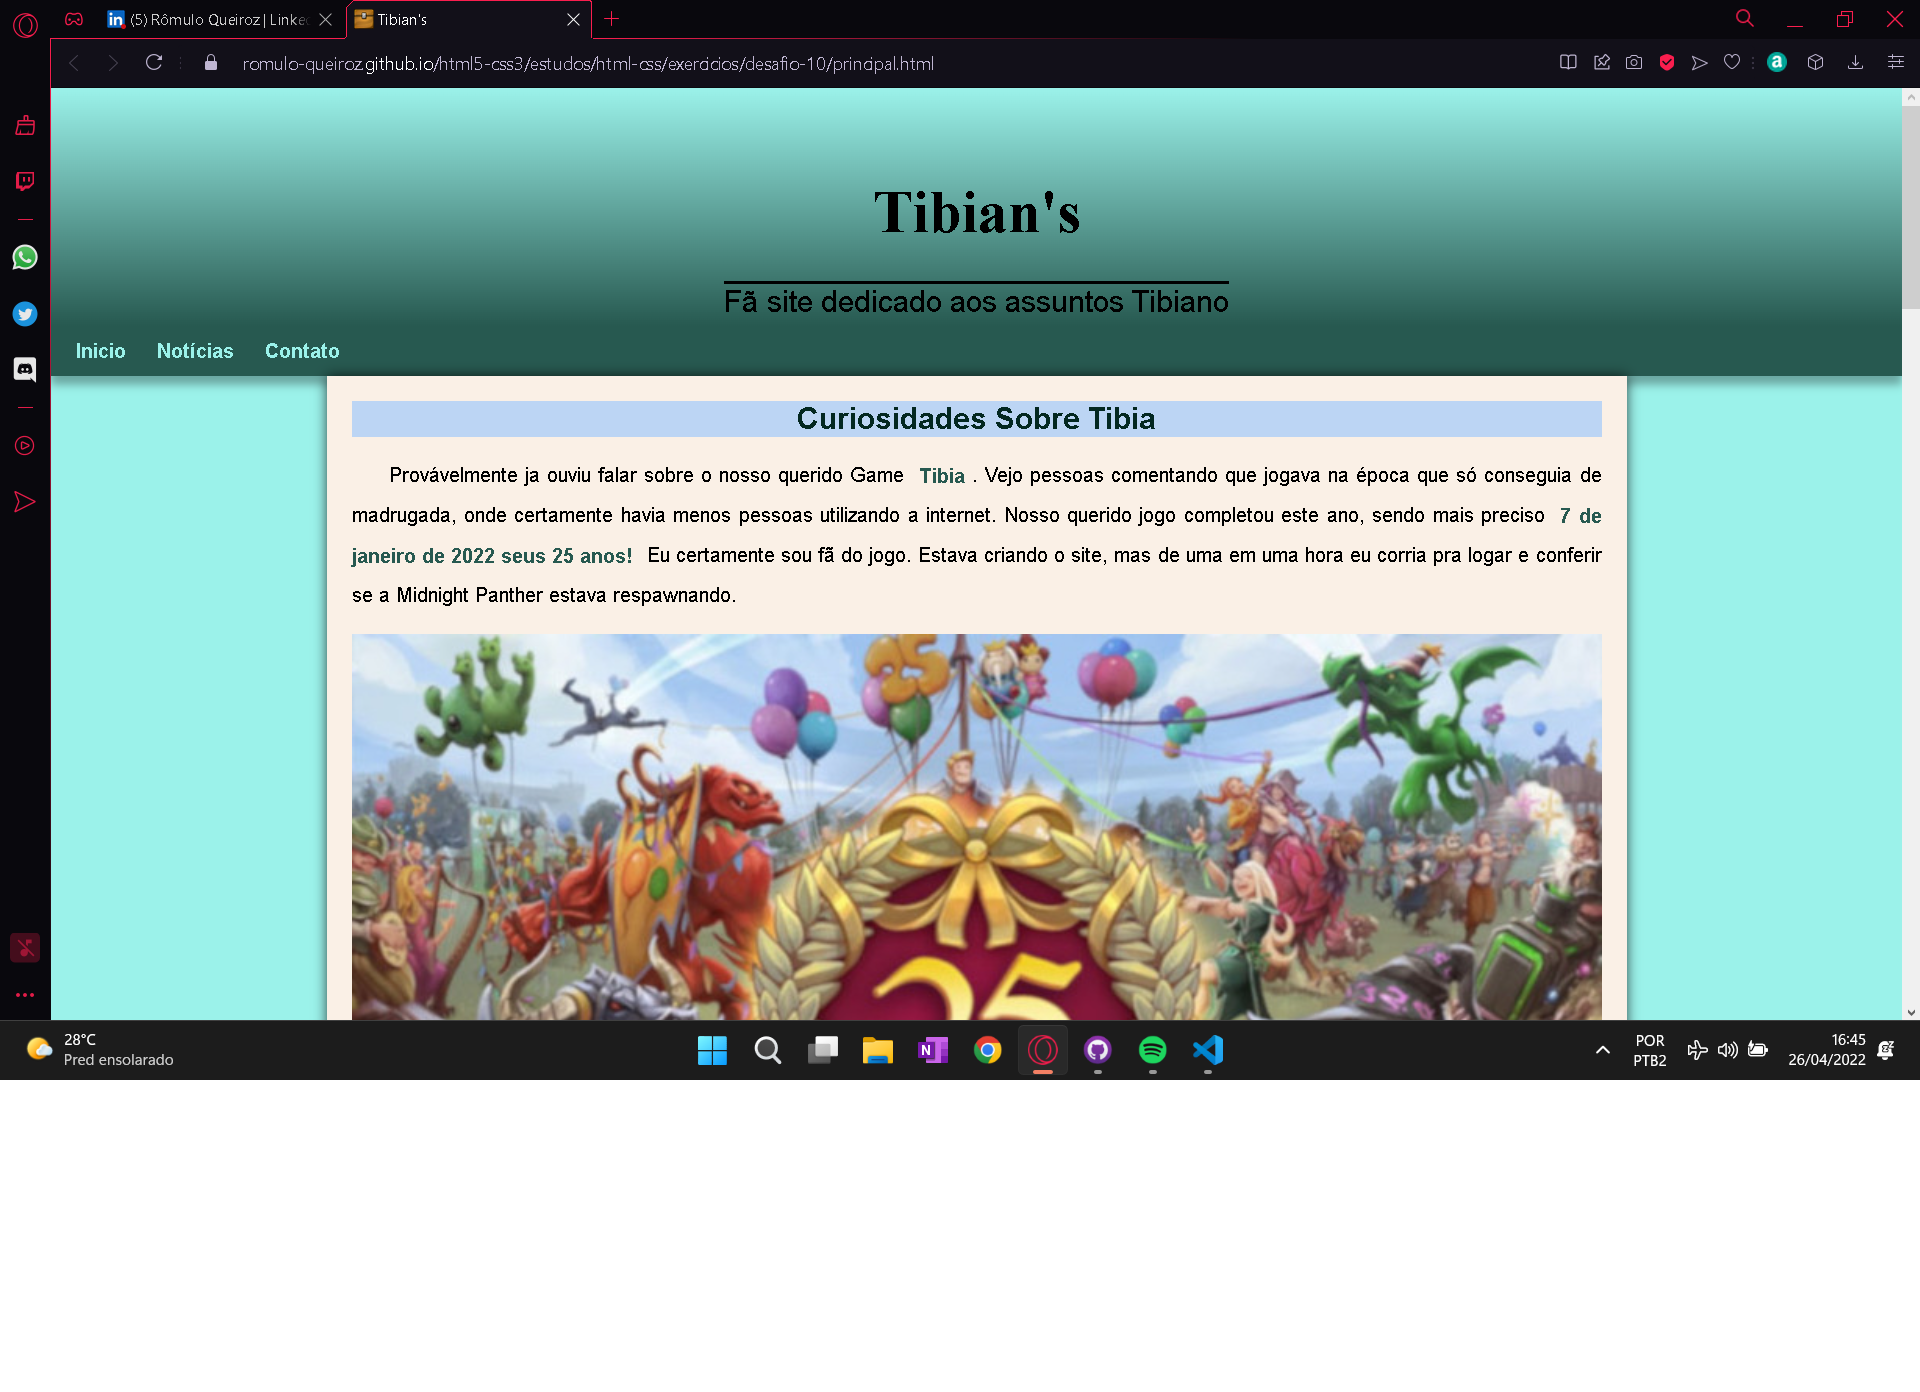 (5) Rômulo Queiroz | Linke
Tibian's
romulo-queiroz.github.io/html5-css3/estudos/html-css/exercicios/desafio-10/principal.html
Tibian's
Fã site dedicado aos assuntos Tibiano
Inicio Notícias Contato
Curiosidades Sobre Tibia
Provávelmente ja ouviu falar sobre o nosso querido Game Tibia . Vejo pessoas comentando que jogava na época que só conseguia de
madrugada, onde certamente havia menos pessoas utilizando a internet. Nosso querido jogo completou este ano, sendo mais preciso 7 de
janeiro de 2022 seus 25 anos! Eu certamente sou fã do jogo. Estava criando o site, mas de uma em uma hora eu corria pra logar e conferir
se a Midnight Panther estava respawnando.
25
25
28°C
Pred ensolarado
POR
PTB2
16:45
26/04/2022